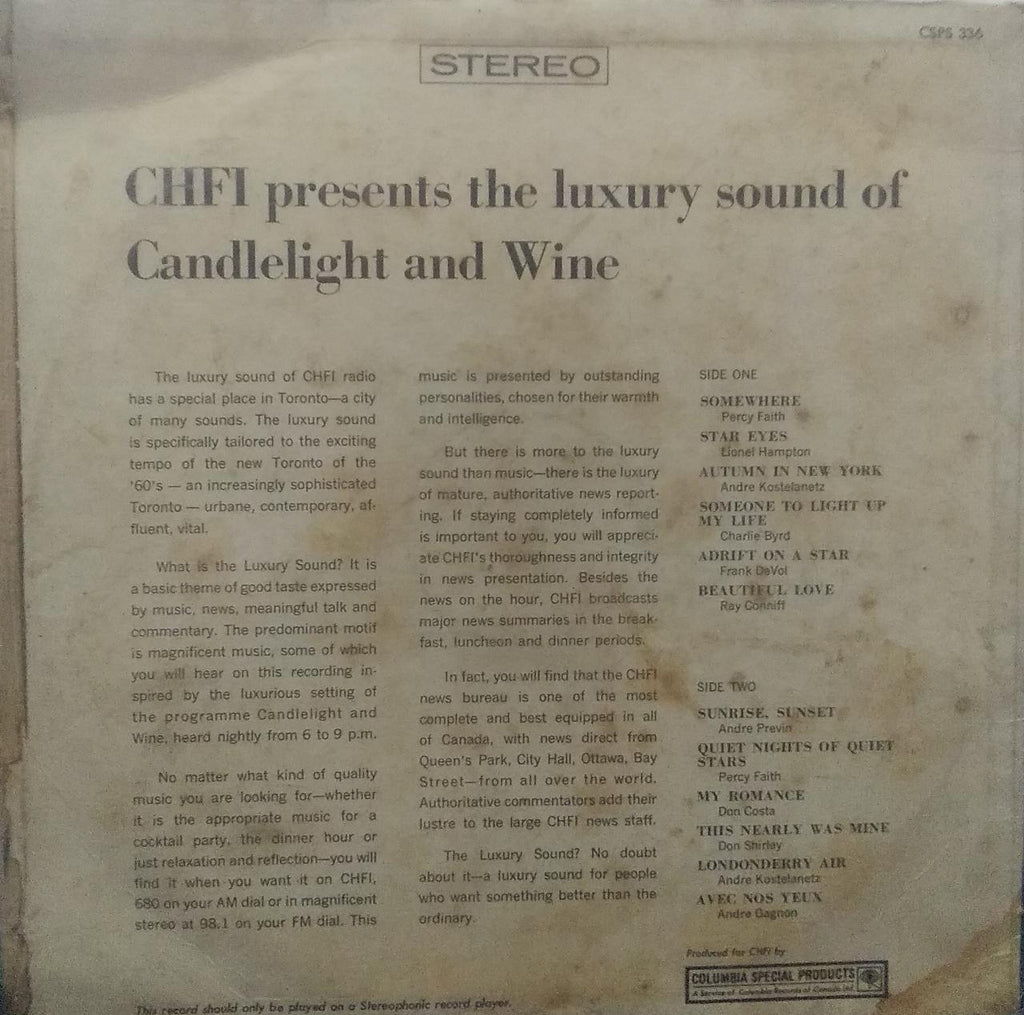 CSPS 336
STEREO
CHFI presents the luxury sound of
Candlelight and Wine
The luxury sound of CHFI radio
has a special place in Toronto—a city
of many sounds. The luxury sound
is specifically tailored to the exciting
tempo of the new Toronto of the
'60's — an increasingly sophisticated
Toronto — urbane, contemporary, af-
fluent, vital.
What is the Luxury Sound? It is
a basic theme of good taste expressed
by music, news, meaningful talk and
commentary. The predominant motif
is magnificent music, some of which
you will hear on this recording in-
spired by the luxurious setting of
the programme Candlelight and
Wine, heard nightly from 6 to 9 p.m.
No matter what kind of quality
music you are looking for—whether
it is the appropriate music for a
cocktail party, the dinner hour or
just relaxation and reflection—you will
find it when you want it on CHFI,
680 on your AM dial or in magnificent
stereo at 98.1 on your FM dial. This
music is presented by outstanding
personalities, chosen for their warmth
and intelligence.
But there is more to the luxury
sound than music—there is the luxury
of mature, authoritative news report-
ing. If staying completely informed
is important to you, you will appreci-
ate CHFI's thoroughness and integrity
in news presentation. Besides the
news on the hour, CHFI broadcasts
major news summaries in the break-
fast, luncheon and dinner periods.
In fact, you will find that the CHFI
news bureau is one of the most
complete and best equipped in all
of Canada, with news direct from
Queen's Park, City Hall, Ottawa, Bay
Street—from all over the world.
Authoritative commentators add their
lustre to the large CHFI news staff.
The Luxury Sound? No doubt
about it—a luxury sound for people
who want something better than the
ordinary.
SIDE ONE
SOMEWHERE
Percy Faith
STAR EYES
Lionel Hampton
AUTUMN IN NEW YORK
Andre Kostelanetz
SOMEONE TO LIGHT UP
MY LIFE
Charlie Byrd
ADRIFT ON A STAR
Frank DeVol
BEAUTIFUL LOVE
Ray Conniff
SIDE TWO
SUNRISE, SUNSET
Andre Previn
QUIET NIGHTS OF QUIET
STARS
Percy Faith
MY ROMANCE
Don Costa
THIS NEARLY WAS MINE
Don Shirley
LONDONDERRY AIR
Andre Kostelanetz
AVEC NOS YEUX
Andre Gagnon
Produced for CHFI by
COLUMBIA SPECIAL PRODUCTS
A Service of Columbia Records of Canada Ltd.
This record should only be played on a Stereophonic record player.